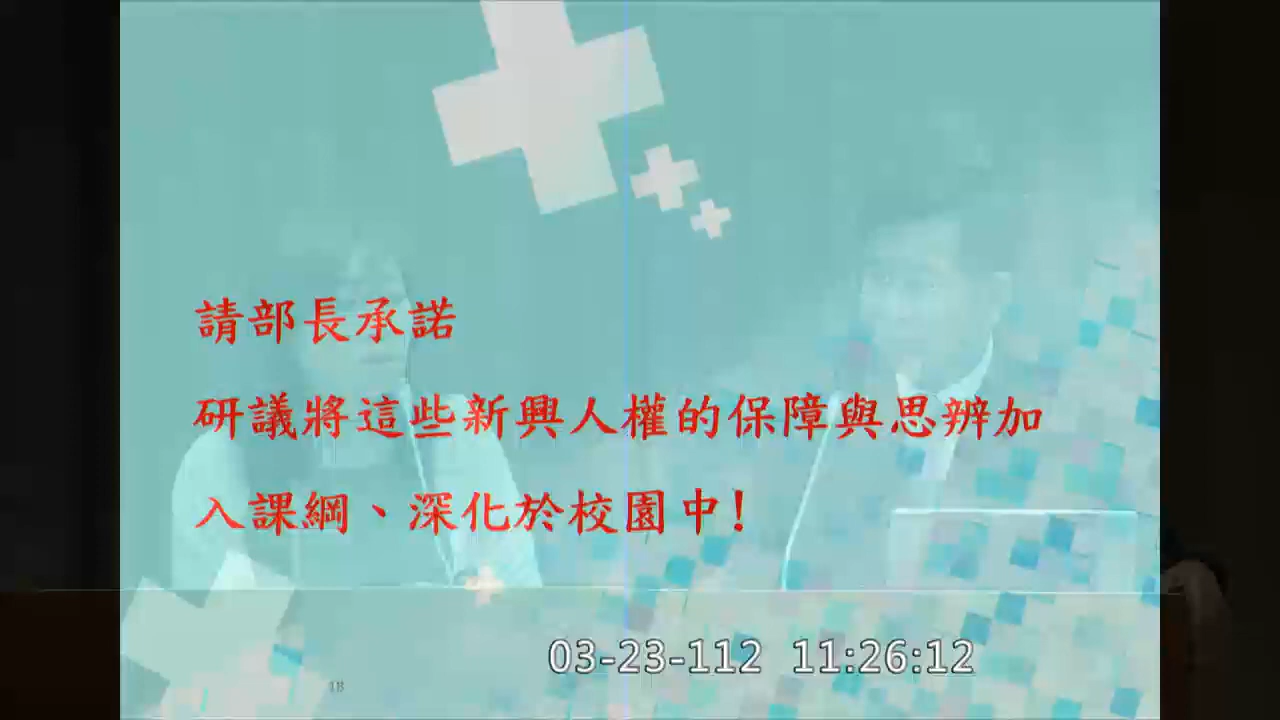 請部長承諾
研議將這些新興人權的保障與思辨加
入課綱、深化於校園中!
03-23-112 11:26:12
18